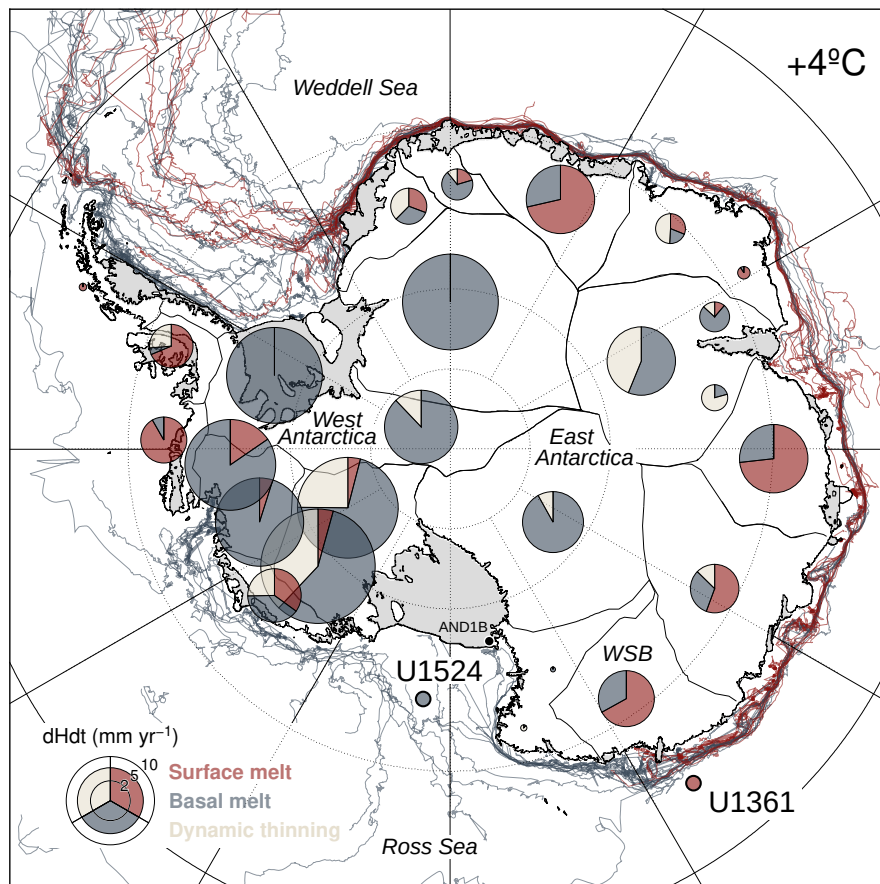 +4ºC
Weddell Sea
West
Antarctica
East
Antarctica
AND1B
U1524
WSB
dHdt (mm yr⁻¹)
10
5
2
Surface melt
Basal melt
Dynamic thinning
U1361
Ross Sea